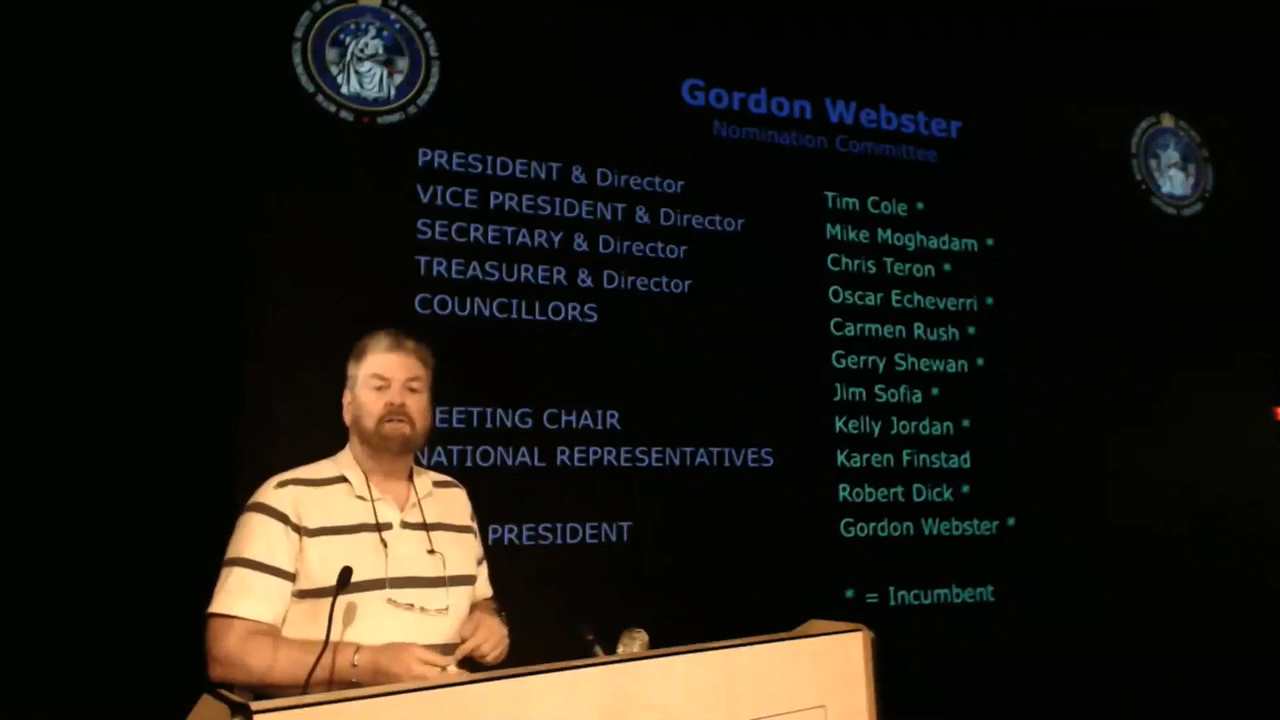 Gordon Webster
Nomination Committee
PRESIDENT & Director
VICE PRESIDENT & Director
SECRETARY & Director
TREASURER & Director
COUNCILLORS
EETING CHAIR
NATIONAL REPRESENTATIVES
PRESIDENT
Tim Cole *
Mike Moghadam *
Chris Teron *
Oscar Echeverri *
Carmen Rush *
Gerry Shewan *
Jim Sofia *
Kelly Jordan *
Karen Finstad
Robert Dick *
Gordon Webster *
* = Incumbent